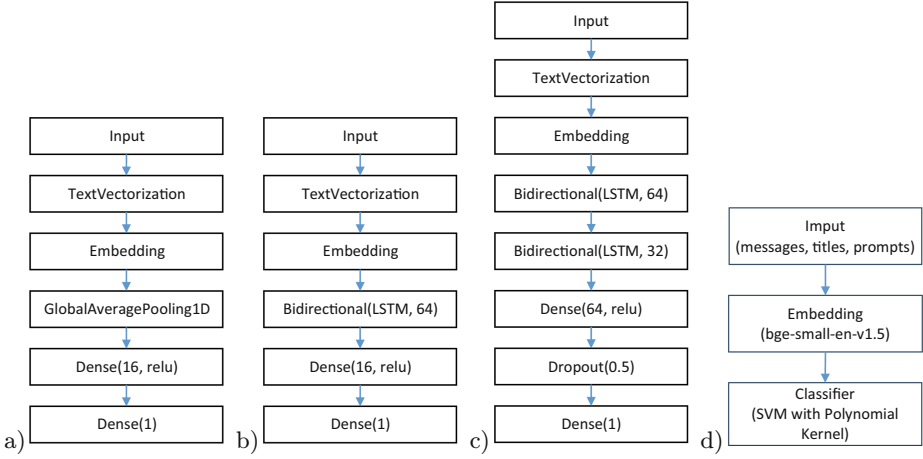 Input
TextVectorization
Embedding
GlobalAveragePooling1D
Dense(16, relu)
Dense(1)
a)
Input
TextVectorization
Embedding
Bidirectional(LSTM, 64)
Dense(16, relu)
Dense(1)
b)
Input
TextVectorization
Embedding
Bidirectional(LSTM, 64)
Bidirectional(LSTM, 32)
Dense(64, relu)
Dropout(0.5)
Dense(1)
c)
Imput
(messages, titles, prompts)
Embedding
(bge-small-en-v1.5)
Classifier
(SVM with Polynomial
Kernel)
d)